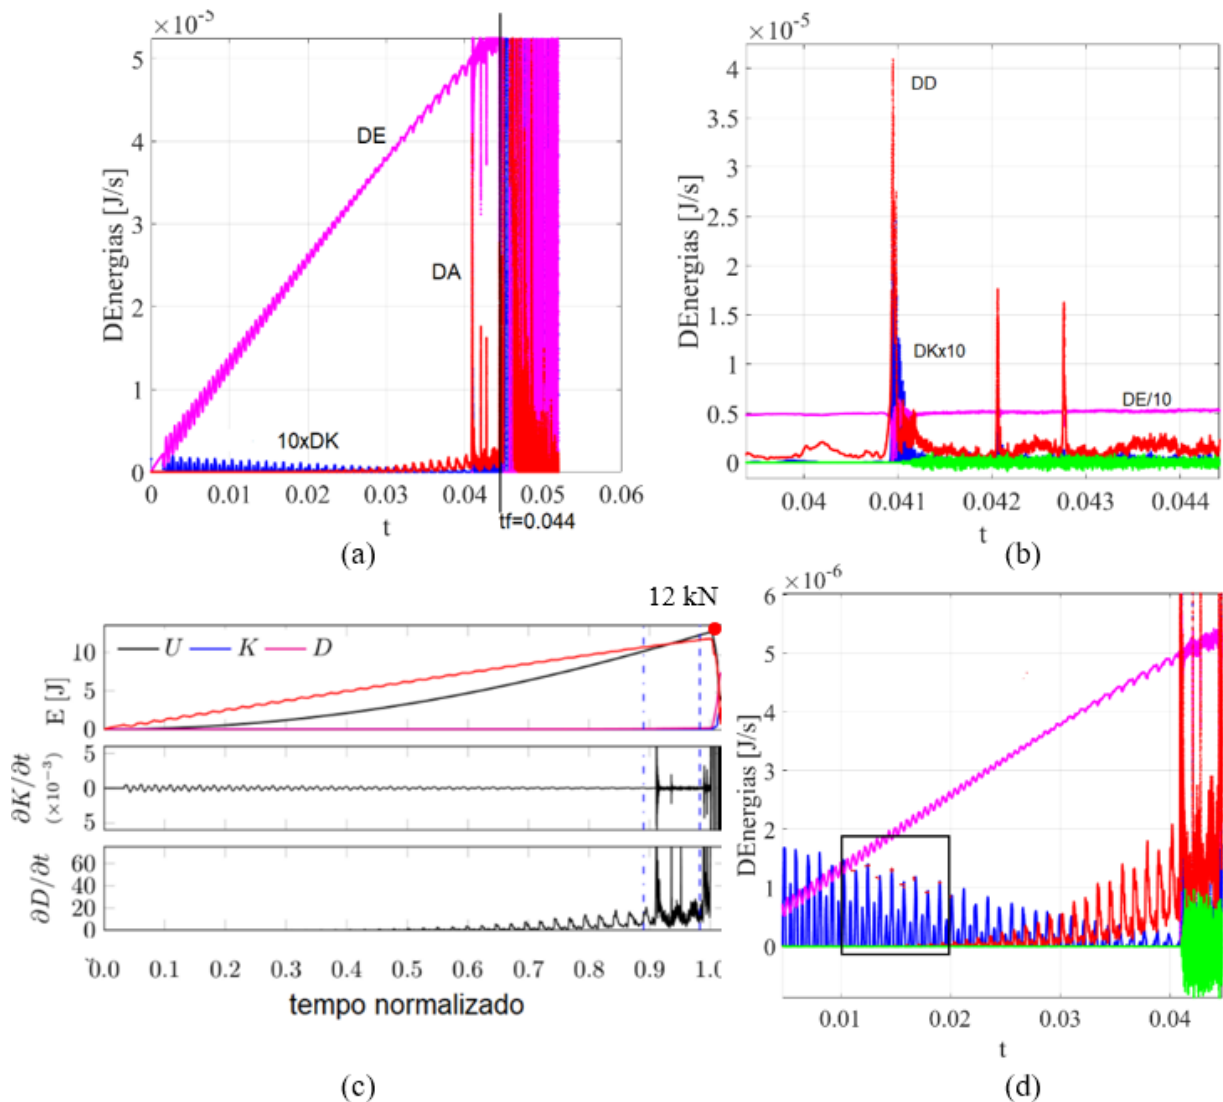 ×10⁻⁵
5
4
3
2
1
0
DEnergias [J/s]
DE
DA
10xDK
0
0.01
0.02
0.03
0.04
0.05
0.06
t
tf=0.044
(a)
×10⁻⁵
4
3.5
3
2.5
2
1.5
1
0.5
0
DEnergias [J/s]
DD
DKx10
DE/10
0.04
0.041
0.042
0.043
0.044
t
(b)
12 kN
U K D
10
5
0
E [J]
5
0
5
∂K/∂t
(×10⁻³)
60
40
20
0
∂D/∂t
0.0
0.1
0.2
0.3
0.4
0.5
0.6
0.7
0.8
0.9
1.0
tempo normalizado
(c)
×10⁻⁶
6
5
4
3
2
1
0
DEnergias [J/s]
0.01
0.02
0.03
0.04
t
(d)